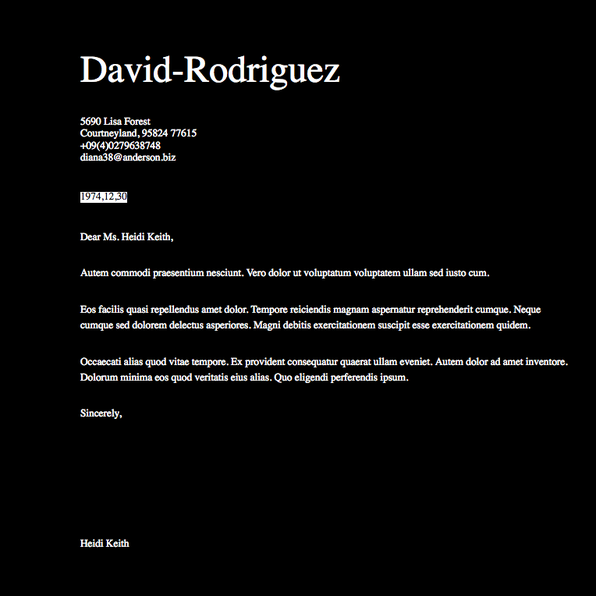 David-Rodriguez
5690 Lisa Forest
Courtneyland, 95824 77615
+09(4)0279638748
diana38@anderson.biz
1974,12,30
Dear Ms. Heidi Keith,
Autem commodi praesentium nesciunt. Vero dolor ut voluptatum voluptatem ullam sed iusto cum.
Eos facilis quasi repellendus amet dolor. Tempore reiciendis magnam aspernatur reprehenderit cumque. Neque
cumque sed dolorem delectus asperiores. Magni debitis exercitationem suscipit esse exercitationem quidem.
Occaecati alias quod vitae tempore. Ex provident consequatur quaerat ullam eveniet. Autem dolor ad amet inventore.
Dolorum minima eos quod veritatis eius alias. Quo eligendi perferendis ipsum.
Sincerely,
Heidi Keith